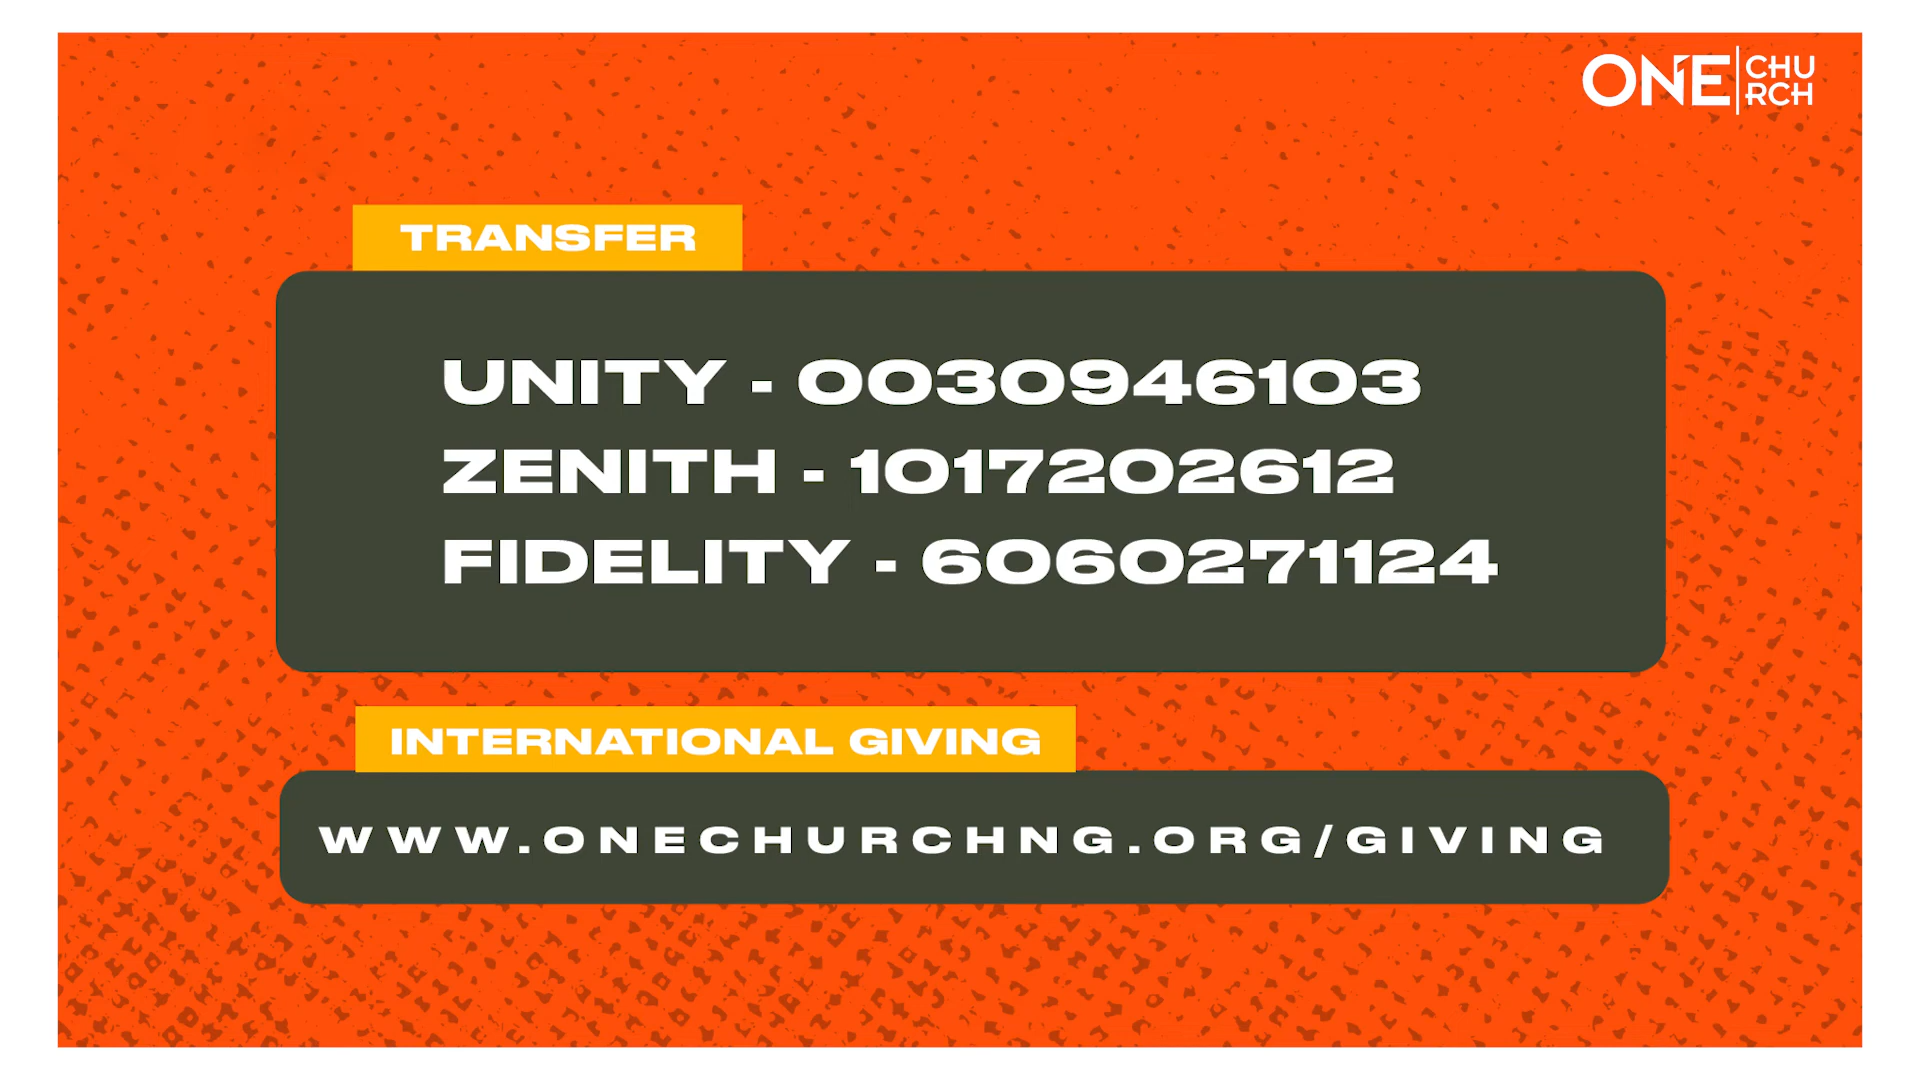 ONE CHU
RCH
TRANSFER
UNITY - 0030946103
ZENITH - 1017202612
FIDELITY - 6060271124
INTERNATIONAL GIVING
WWW.ONECHURCHNG.ORG/GIVING